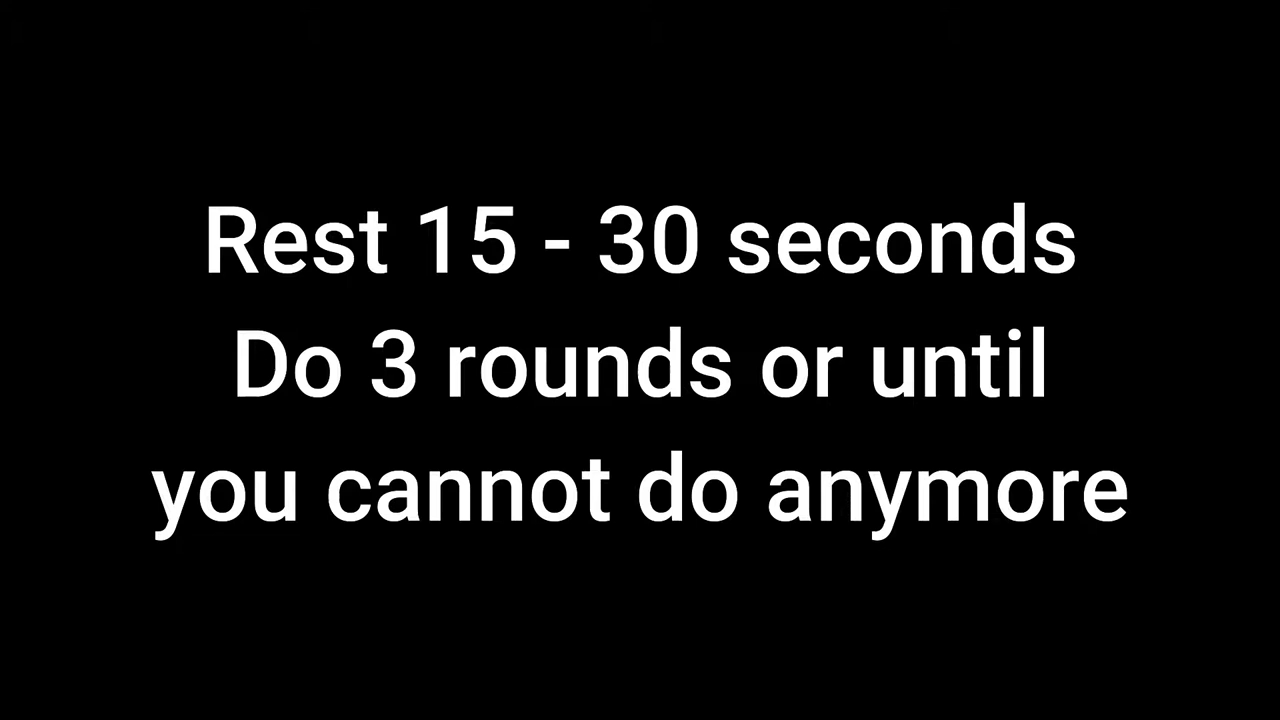 Rest 15 - 30 seconds
Do 3 rounds or until
you cannot do anymore